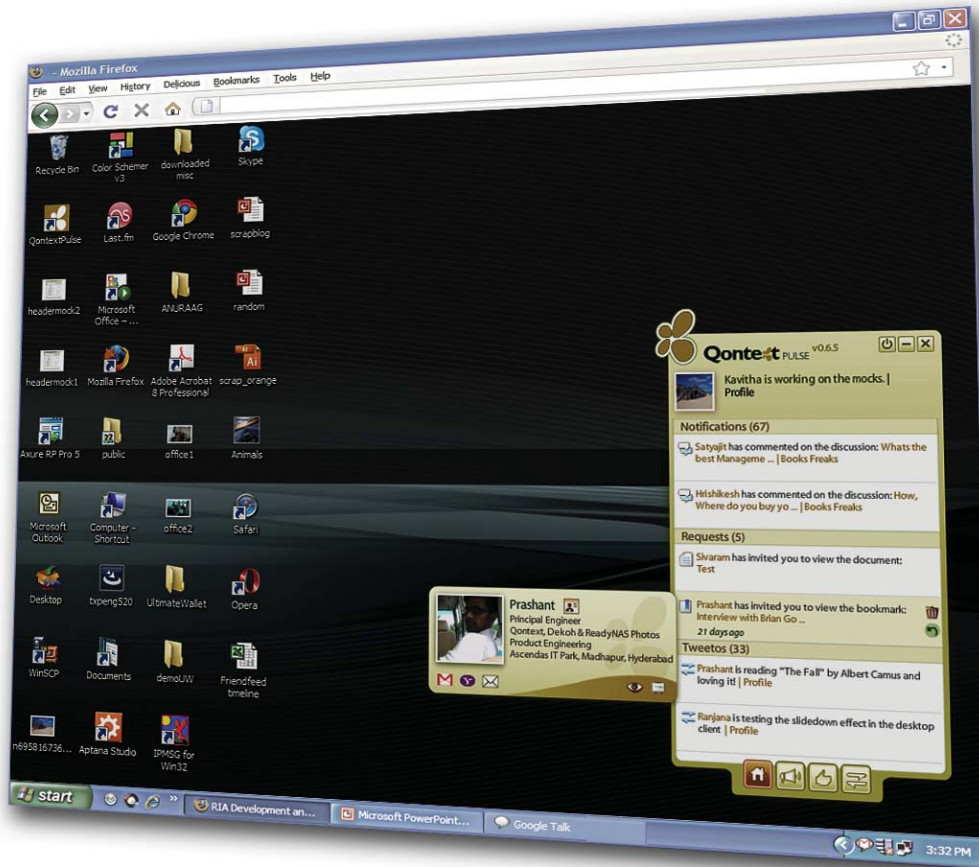 - Mozilla Firefox
File Edit View History Delicious Bookmarks Tools Help
Recycle Bin
Color Schemer
v3
downloaded
misc
Skype
QontextPulse
Last.fm
Google Chrome
scrapblog
headermock2
Microsoft
Office – ...
ANURAAG
random
headermock1
Mozilla Firefox
Adobe Acrobat
8 Professional
scrap_orange
Axure RP Pro 5
public
office1
Animals
Microsoft
Outlook
Computer -
Shortcut
office2
Safari
Desktop
txpeng520
UltimateWallet
Opera
WinSCP
Documents
demoUW
Friendfeed
timeline
n695816736...
Aptana Studio
IPMSG for
Win32
Qontext PULSE v0.6.5
Kavitha is working on the mocks. |
Profile
Notifications (67)
Satyajit has commented on the discussion: Whats the
best Manageme ... | Books Freaks
Hrishikesh has commented on the discussion: How,
Where do you buy yo ... | Books Freaks
Requests (5)
Sivaram has invited you to view the document:
Test
Prashant has invited you to view the bookmark:
Interview with Brian Go ...
21 days ago
Tweetos (33)
Prashant is reading "The Fall" by Albert Camus and
loving it! | Profile
Ranjana is testing the slidedown effect in the desktop
client | Profile
Prashant
Principal Engineer
Qontext, Dekoh & ReadyNAS Photos
Product Engineering
Ascendas IT Park, Madhapur, Hyderabad
start
RIA Development an...
Microsoft PowerPoint...
Google Talk
3:32 PM